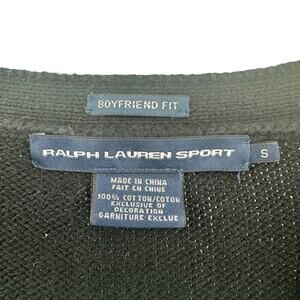 BOYFRIEND FIT
RALPH LAUREN SPORT S
MADE IN CHINA
FAIT EN CHINE
100% COTTON/COTON
EXCLUSIVE OF
DECORATION
GARNITURE EXCLUE